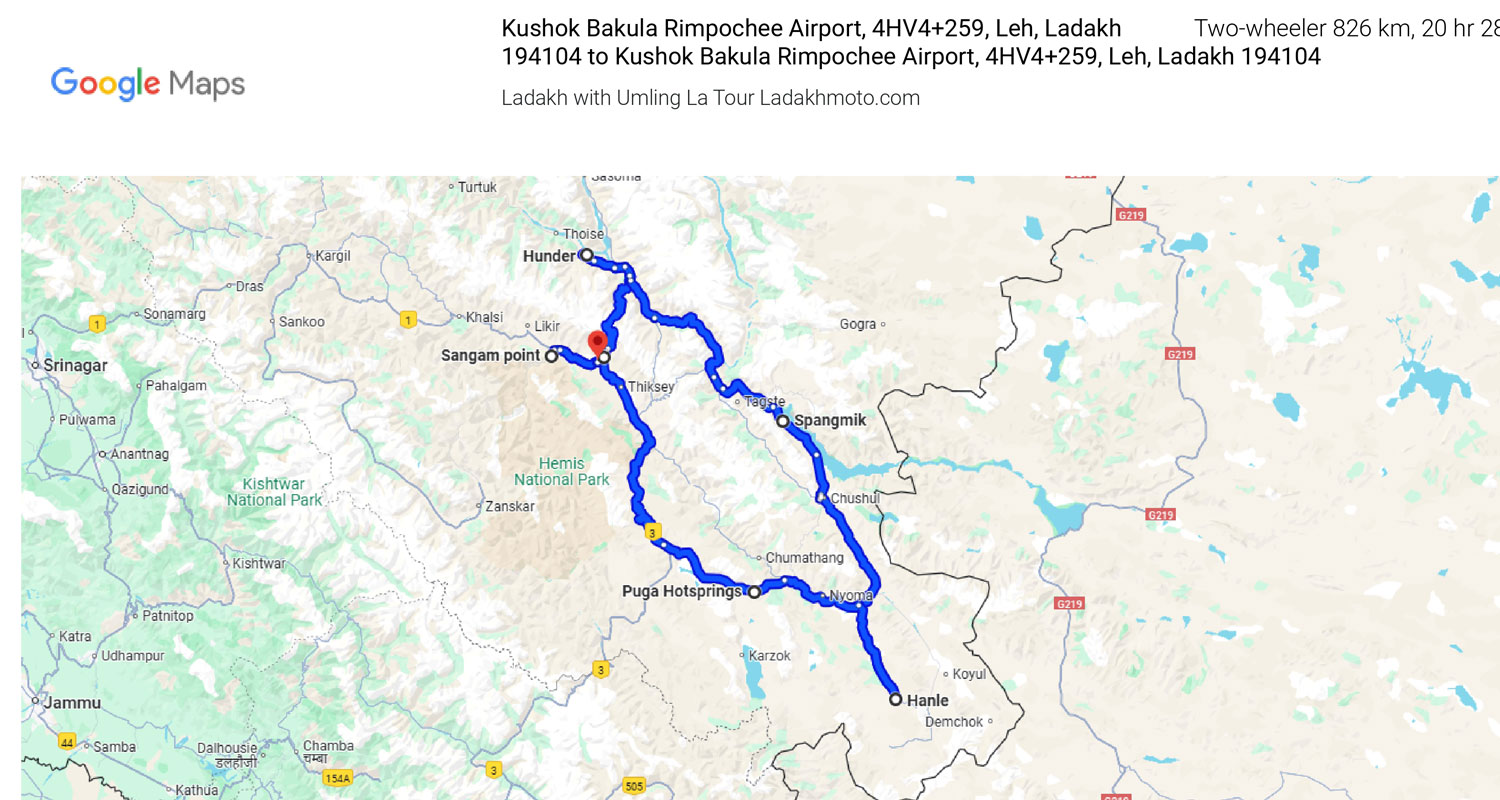 Kushok Bakula Rimpochee Airport, 4HV4+259, Leh, Ladakh
194104 to Kushok Bakula Rimpochee Airport, 4HV4+259, Leh, Ladakh 194104
Two-wheeler 826 km, 20 hr 28
Google Maps
Ladakh with Umling La Tour Ladakhmoto.com
Sasoma
Turtuk
G219
Thoise
Hunder
Kargil
Dras
Sonamarg
1
1
Khalsi
Likir
Sankoo
Gogra
Srinagar
Sangam point
G219
Pahalgam
Thiksey
Tagste
Pulwama
Spangmik
Anantnag
Hemis
National Park
Kishtwar
National Park
Qazigund
Zanskar
Chushul
G219
3
Kishtwar
Chumathang
Puga Hotsprings
Nyoma
G219
Patnitop
Katra
Udhampur
Karzok
3
Koyul
Jammu
Hanle
Demchok
44
Samba
Dalhousie
डलहौजी
Chamba
चम्बा
154A
3
505
Kathua
G219